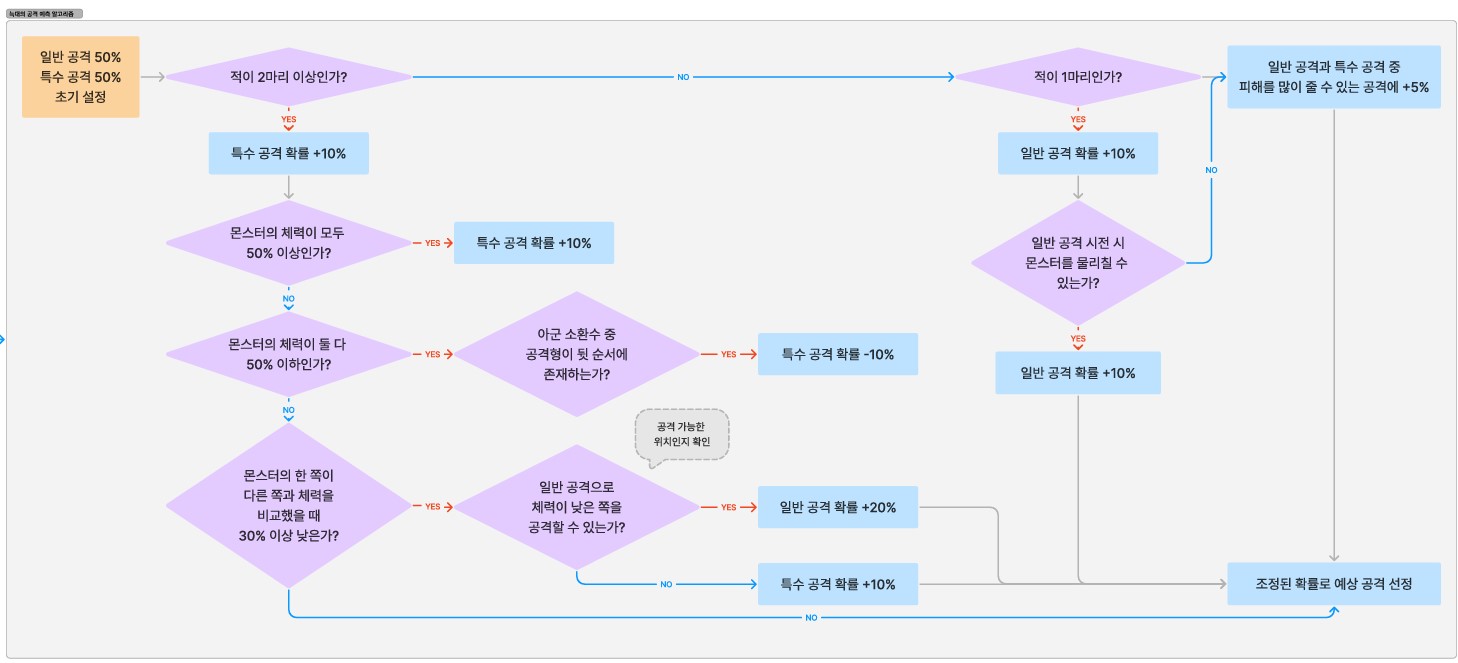 늑대의 공격 예측 알고리즘
일반 공격 50%
특수 공격 50%
초기 설정
적이 2마리 이상인가?
NO
적이 1마리인가?
일반 공격과 특수 공격 중
피해를 많이 줄 수 있는 공격에 +5%
YES
YES
특수 공격 확률 +10%
일반 공격 확률 +10%
NO
몬스터의 체력이 모두
50% 이상인가?
YES
특수 공격 확률 +10%
일반 공격 시전 시
몬스터를 물리칠 수
있는가?
NO
몬스터의 체력이 둘 다
50% 이하인가?
YES
아군 소환수 중
공격형이 뒷 순서에
존재하는가?
YES
특수 공격 확률 -10%
YES
일반 공격 확률 +10%
NO
공격 가능한
위치인지 확인
몬스터의 한 쪽이
다른 쪽과 체력을
비교했을 때
30% 이상 낮은가?
YES
일반 공격으로
체력이 낮은 쪽을
공격할 수 있는가?
YES
일반 공격 확률 +20%
NO
특수 공격 확률 +10%
조정된 확률로 예상 공격 선정
NO